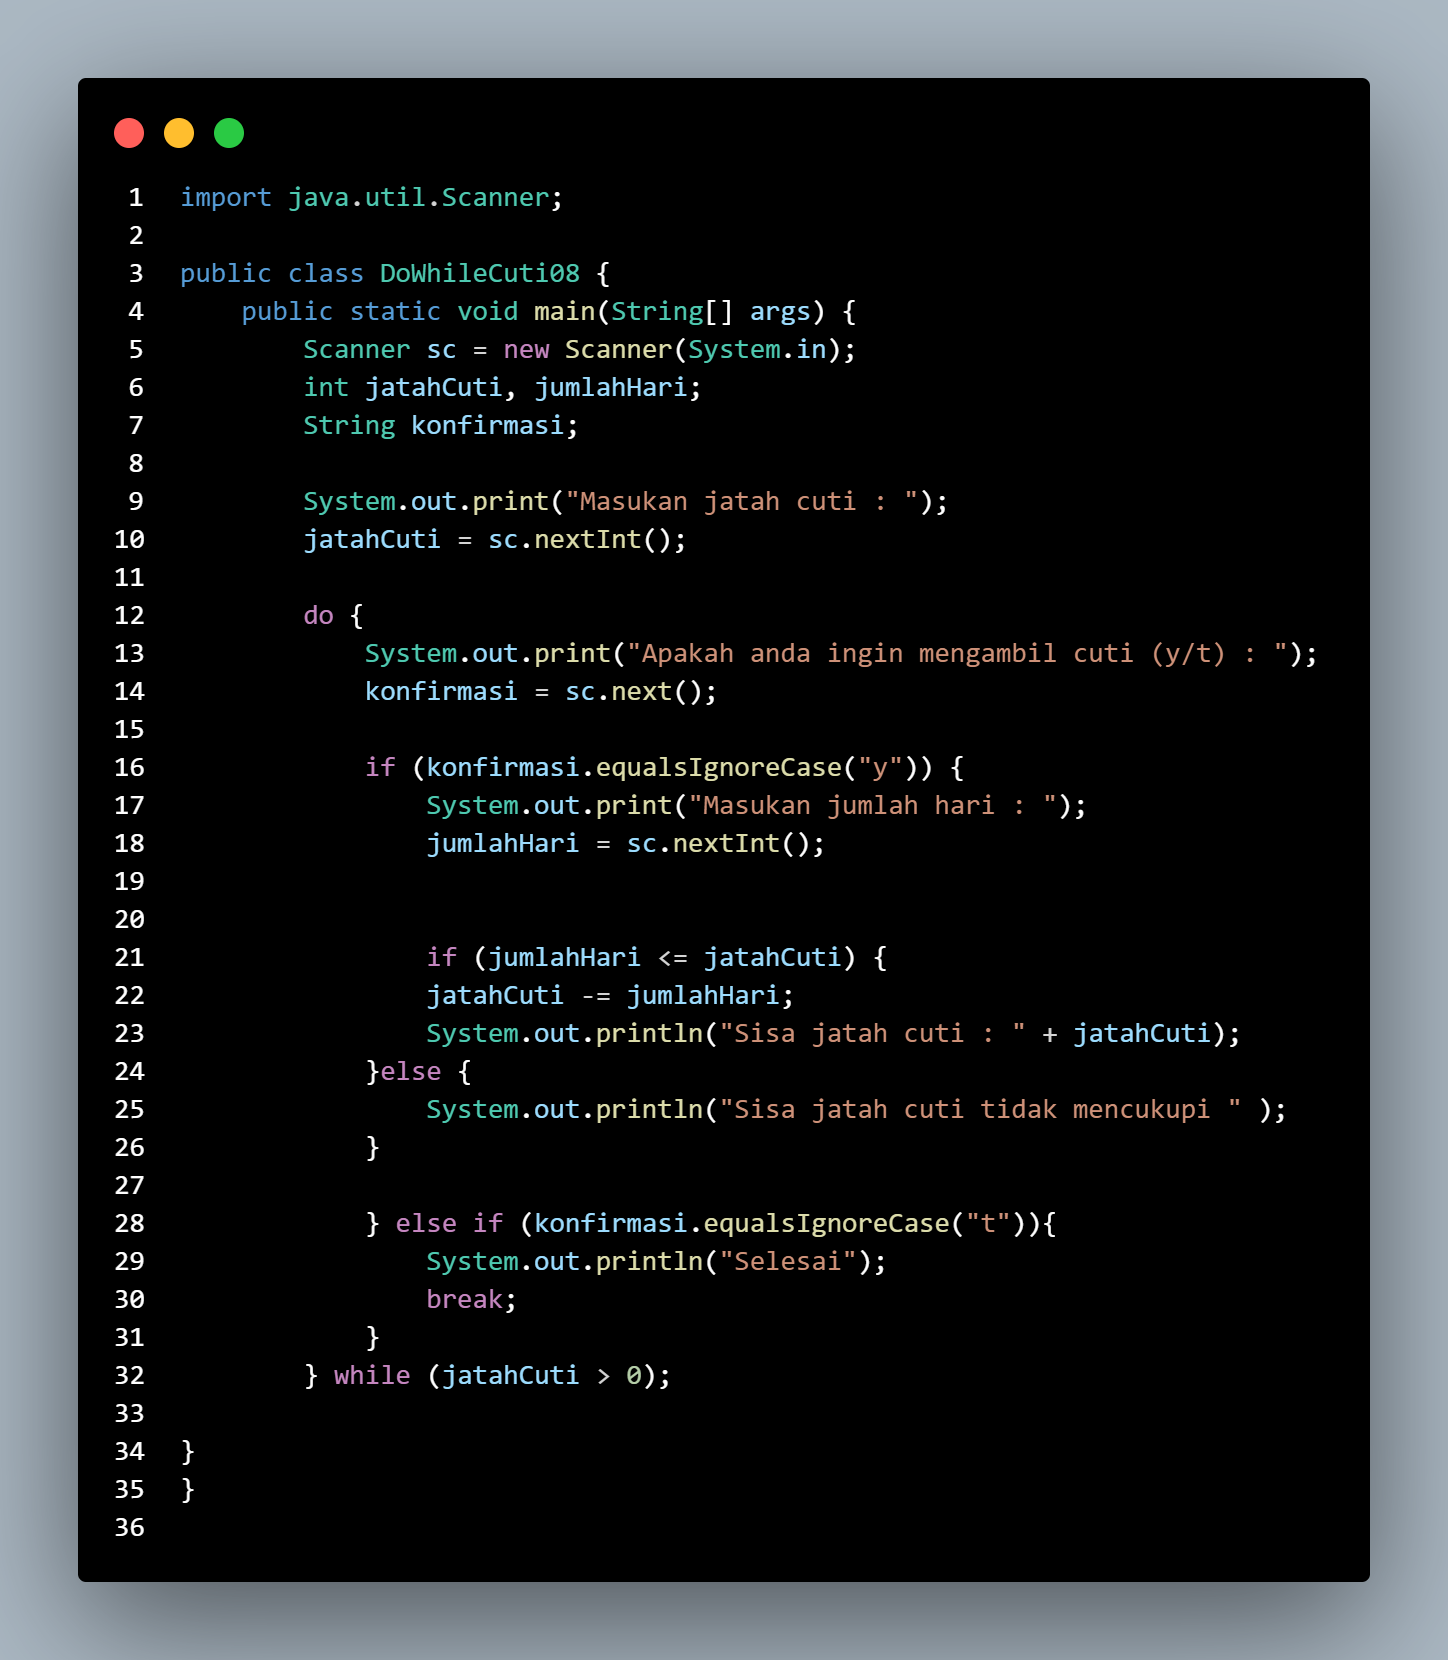 1 import java.util.Scanner;
2
3 public class DoWhileCuti08 {
4     public static void main(String[] args) {
5         Scanner sc = new Scanner(System.in);
6         int jatahCuti, jumlahHari;
7         String konfirmasi;
8
9         System.out.print("Masukan jatah cuti : ");
10         jatahCuti = sc.nextInt();
11
12         do {
13             System.out.print("Apakah anda ingin mengambil cuti (y/t) : ");
14             konfirmasi = sc.next();
15
16             if (konfirmasi.equalsIgnoreCase("y")) {
17                 System.out.print("Masukan jumlah hari : ");
18                 jumlahHari = sc.nextInt();
19
20
21                 if (jumlahHari <= jatahCuti) {
22                 jatahCuti -= jumlahHari;
23                 System.out.println("Sisa jatah cuti : " + jatahCuti);
24             }else {
25                 System.out.println("Sisa jatah cuti tidak mencukupi " );
26             }
27
28             } else if (konfirmasi.equalsIgnoreCase("t")){
29                 System.out.println("Selesai");
30                 break;
31             }
32         } while (jatahCuti > 0);
33
34 }
35 }
36